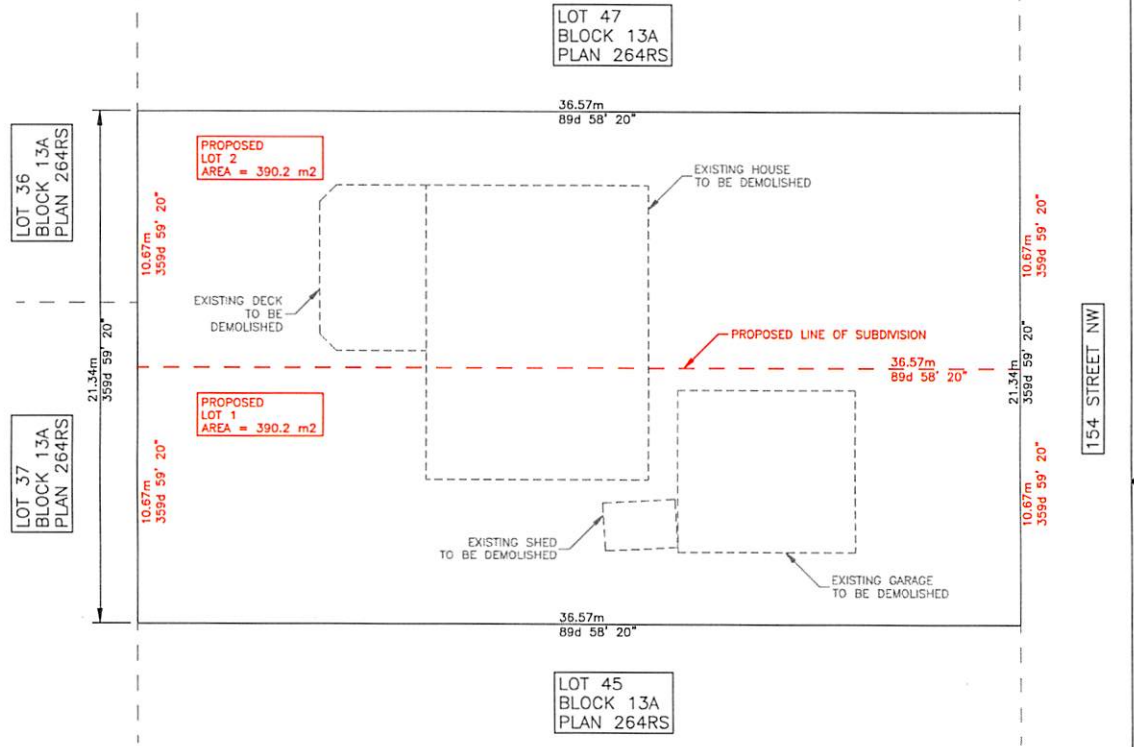 LOT 47
BLOCK 13A
PLAN 264RS
36.57m
89d 58' 20"
LOT 36
BLOCK 13A
PLAN 264RS
PROPOSED
LOT 2
AREA = 390.2 m2
EXISTING HOUSE
TO BE DEMOLISHED
10.67m
359d 59' 20"
10.67m
359d 59' 20"
EXISTING DECK
TO BE
DEMOLISHED
21.34m
359d 59' 20"
PROPOSED LINE OF SUBDIVISION
36.57m
89d 58' 20"
21.34m
359d 59' 20"
154 STREET NW
PROPOSED
LOT 1
AREA = 390.2 m2
LOT 37
BLOCK 13A
PLAN 264RS
10.67m
359d 59' 20"
10.67m
359d 59' 20"
EXISTING SHED
TO BE DEMOLISHED
EXISTING GARAGE
TO BE DEMOLISHED
36.57m
89d 58' 20"
LOT 45
BLOCK 13A
PLAN 264RS